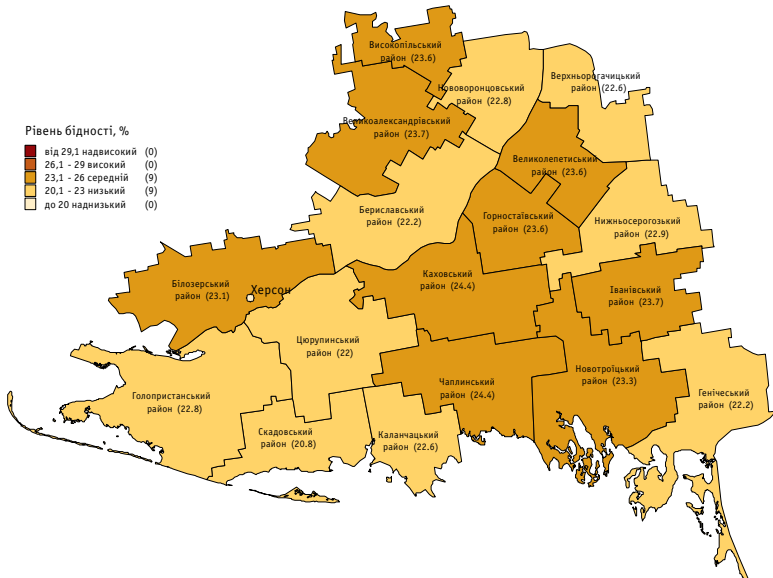 Високопільський
район (23.6)
Нововоронцовський
район (22.8)
Верхньорогачицький
район (22.6)
Великоалександрівський
район (23.7)
Рівень бідності, %
від 29,1 надвисокий (0)
26,1 - 29 високий (0)
23,1 - 26 середній (9)
20,1 - 23 низький (9)
до 20 наднизький (0)
Великолепетиський
район (23.6)
Бериславський
район (22.2)
Горностаївський
район (23.6)
Нижньосерогозький
район (22.9)
Білозерський
район (23.1)
Херсон
Каховський
район (24.4)
Іванівський
район (23.7)
Цюрупинський
район (22)
Голопристанський
район (22.8)
Чаплинський
район (24.4)
Новотроїцький
район (23.3)
Генічеський
район (22.2)
Скадовський
район (20.8)
Каланчацький
район (22.6)